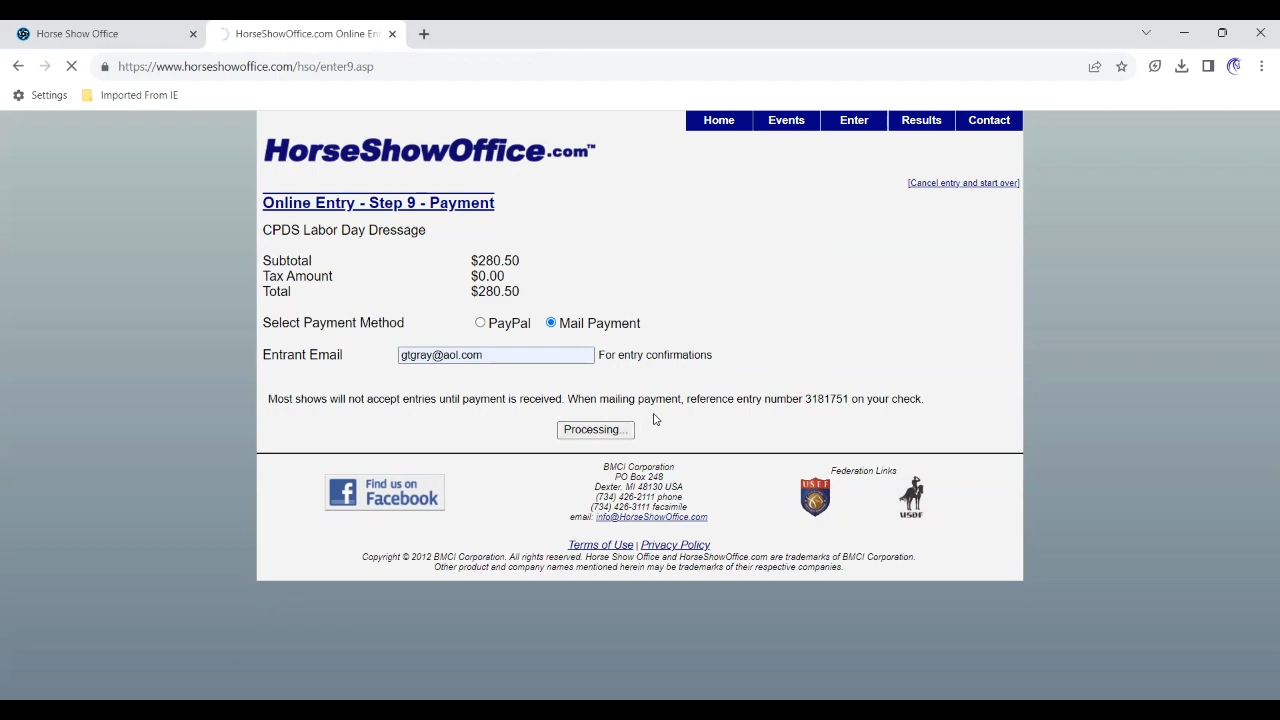 Horse Show Office
HorseShowOffice.com Online En
https://www.horseshowoffice.com/hso/enter9.asp
Settings
Imported From IE
Home Events Enter Results Contact
HorseShowOffice.com™
[Cancel entry and start over]
Online Entry - Step 9 - Payment
CPDS Labor Day Dressage
Subtotal $280.50
Tax Amount $0.00
Total $280.50
Select Payment Method PayPal Mail Payment
Entrant Email gtgray@aol.com For entry confirmations
Most shows will not accept entries until payment is received. When mailing payment, reference entry number 3181751 on your check.
Processing...
Find us on
Facebook
BMCI Corporation
PO Box 248
Dexter, MI 48130 USA
(734) 426-2111 phone
(734) 426-3111 facsimile
email: info@HorseShowOffice.com
Federation Links
USEF
USDF
Terms of Use | Privacy Policy
Copyright © 2012 BMCI Corporation. All rights reserved. Horse Show Office and HorseShowOffice.com are trademarks of BMCI Corporation.
Other product and company names mentioned herein may be trademarks of their respective companies.